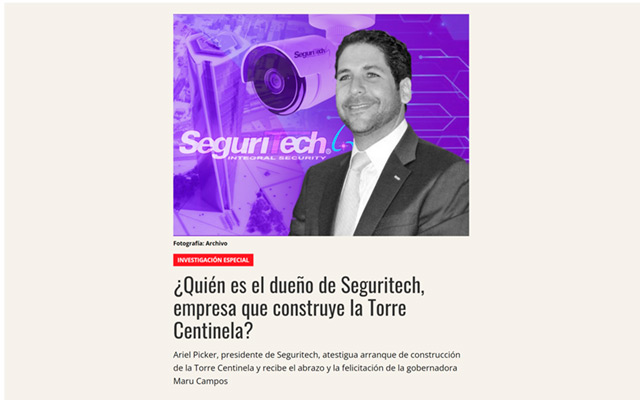 SeguriTech
SeguriTech®
INTEGRAL SECURITY
Fotografía: Archivo
INVESTIGACIÓN ESPECIAL
¿Quién es el dueño de Seguritech,
empresa que construye la Torre
Centinela?
Ariel Picker, presidente de Seguritech, atestigua arranque de construcción
de la Torre Centinela y recibe el abrazo y la felicitación de la gobernadora
Maru Campos